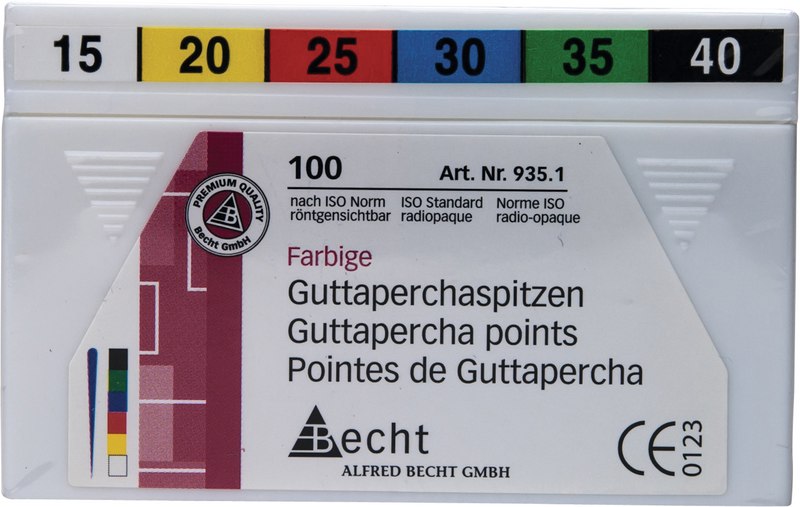 15 20 25 30 35 40
100 Art. Nr. 935.1
nach ISO Norm ISO Standard Norme ISO
röntgensichtbar radiopaque radio-opaque
PREMIUM QUALITY
B
Becht GmbH
Farbige
Guttaperchaspitzen
Guttapercha points
Pointes de Guttapercha
Becht
ALFRED BECHT GMBH
CE 0123